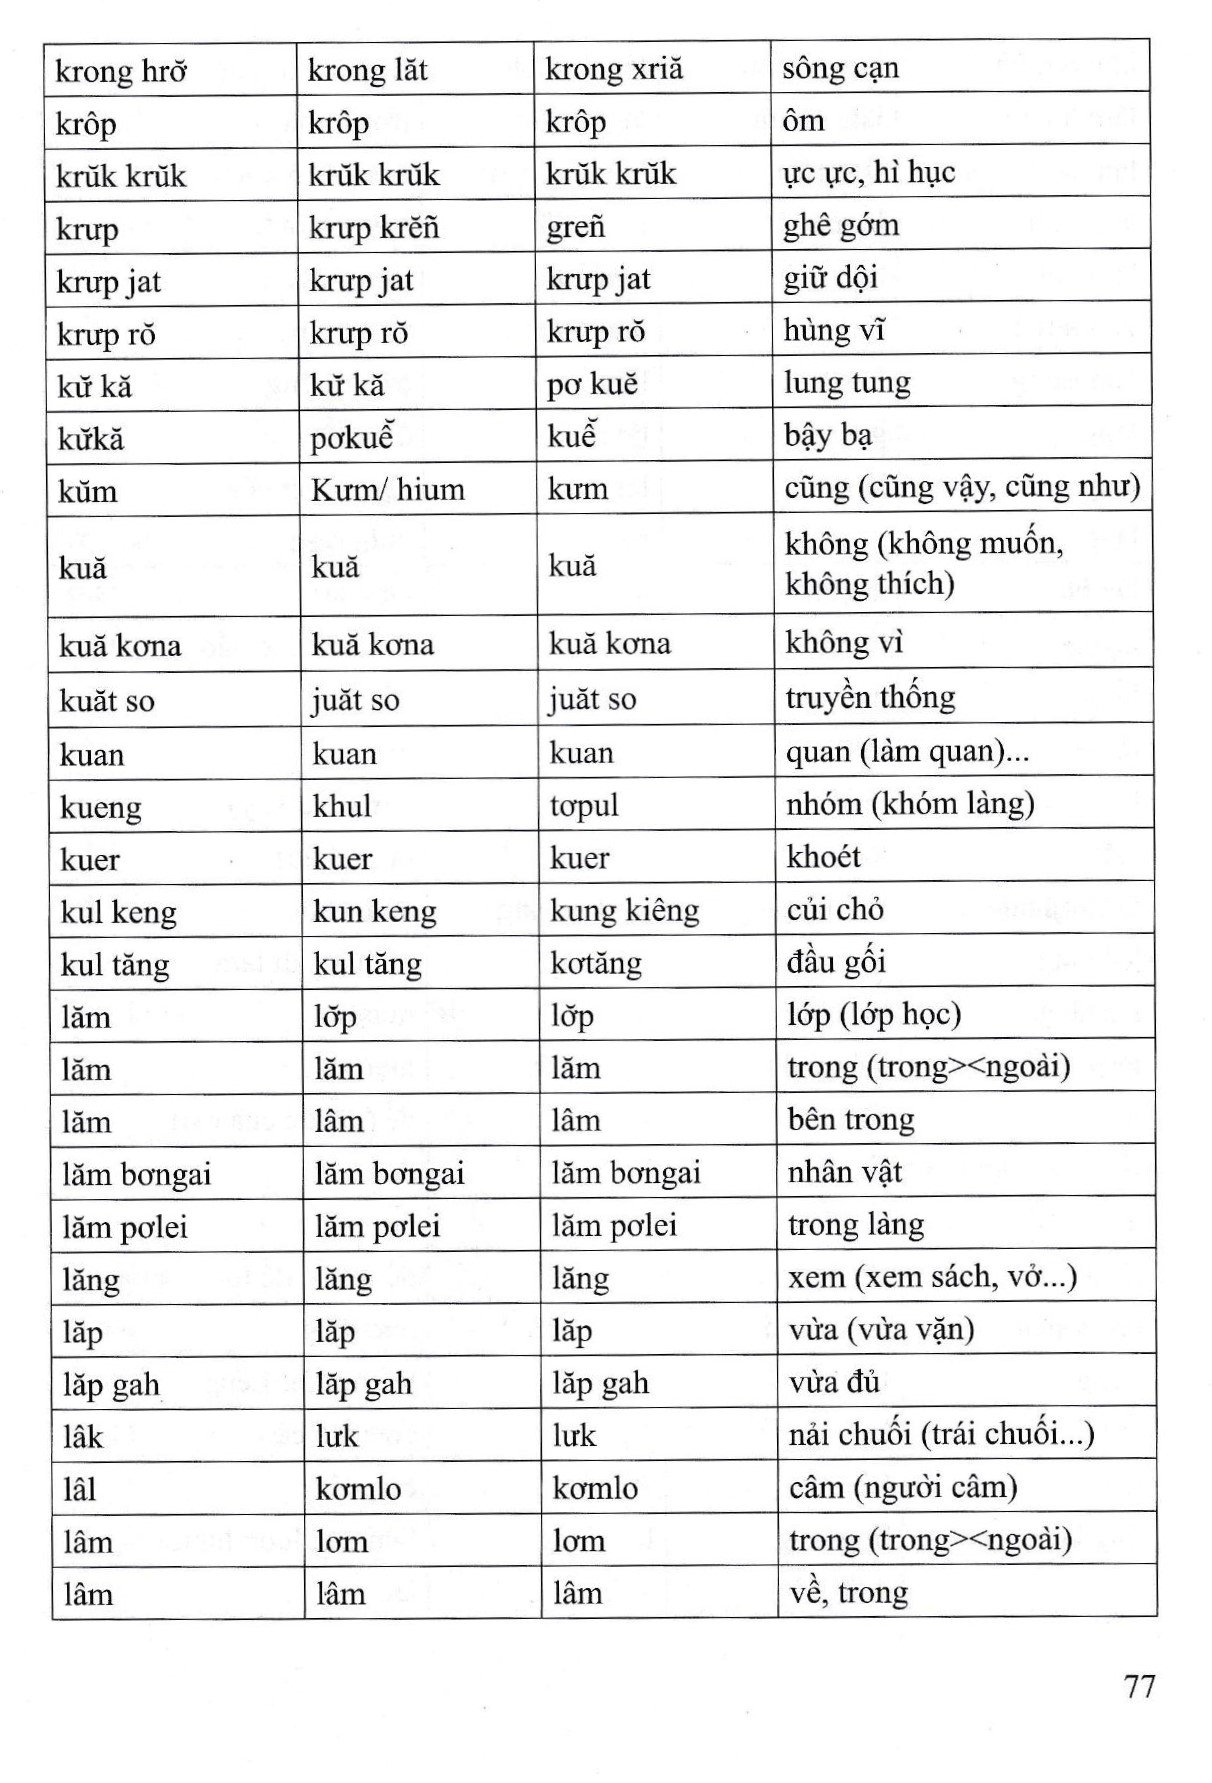 krong hrơ̆ krong lăt krong xriă sông cạn
krôp krôp krôp ôm
krŭk krŭk krŭk krŭk krŭk krŭk ực ực, hì hục
krưp krưp krĕñ greñ ghê gớm
krưp jat krưp jat krưp jat giữ dội
krưp rŏ krưp rŏ krưp rŏ hùng vĩ
kư̆ kă kư̆ kă pơ kuĕ lung tung
kư̆kă pơkuê̆ kuê̆ bậy bạ
kŭm Kưm/ hium kưm cũng (cũng vậy, cũng như)
kuă kuă kuă không (không muốn,
không thích)
kuă kơna kuă kơna kuă kơna không vì
kuăt so juăt so juăt so truyền thống
kuan kuan kuan quan (làm quan)...
kueng khul tơpul nhóm (khóm làng)
kuer kuer kuer khoét
kul keng kun keng kung kiêng củi chỏ
kul tăng kul tăng kơtăng đầu gối
lăm lơ̆p lơ̆p lớp (lớp học)
lăm lăm lăm trong (trong><ngoài)
lăm lâm lâm bên trong
lăm bơngai lăm bơngai lăm bơngai nhân vật
lăm pơlei lăm pơlei lăm pơlei trong làng
lăng lăng lăng xem (xem sách, vở...)
lăp lăp lăp vừa (vừa vặn)
lăp gah lăp gah lăp gah vừa đủ
lâk lưk lưk nải chuối (trái chuối...)
lâl kơmlo kơmlo câm (người câm)
lâm lơm lơm trong (trong><ngoài)
lâm lâm lâm về, trong
77